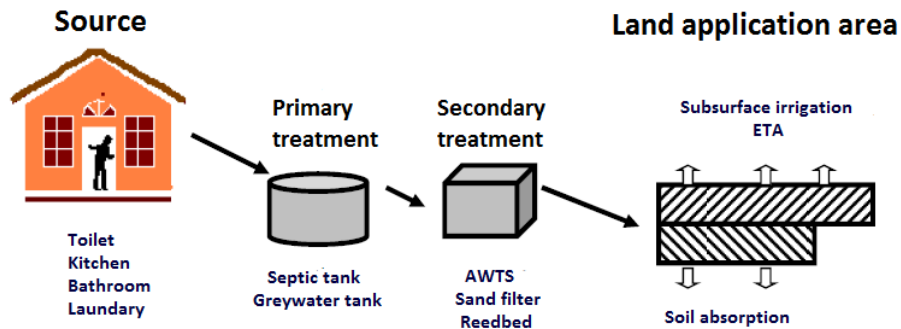 Source
Toilet
Kitchen
Bathroom
Laundary
Primary
treatment
Septic tank
Greywater tank
Secondary
treatment
AWTS
Sand filter
Reedbed
Land application area
Subsurface irrigation
ETA
Soil absorption